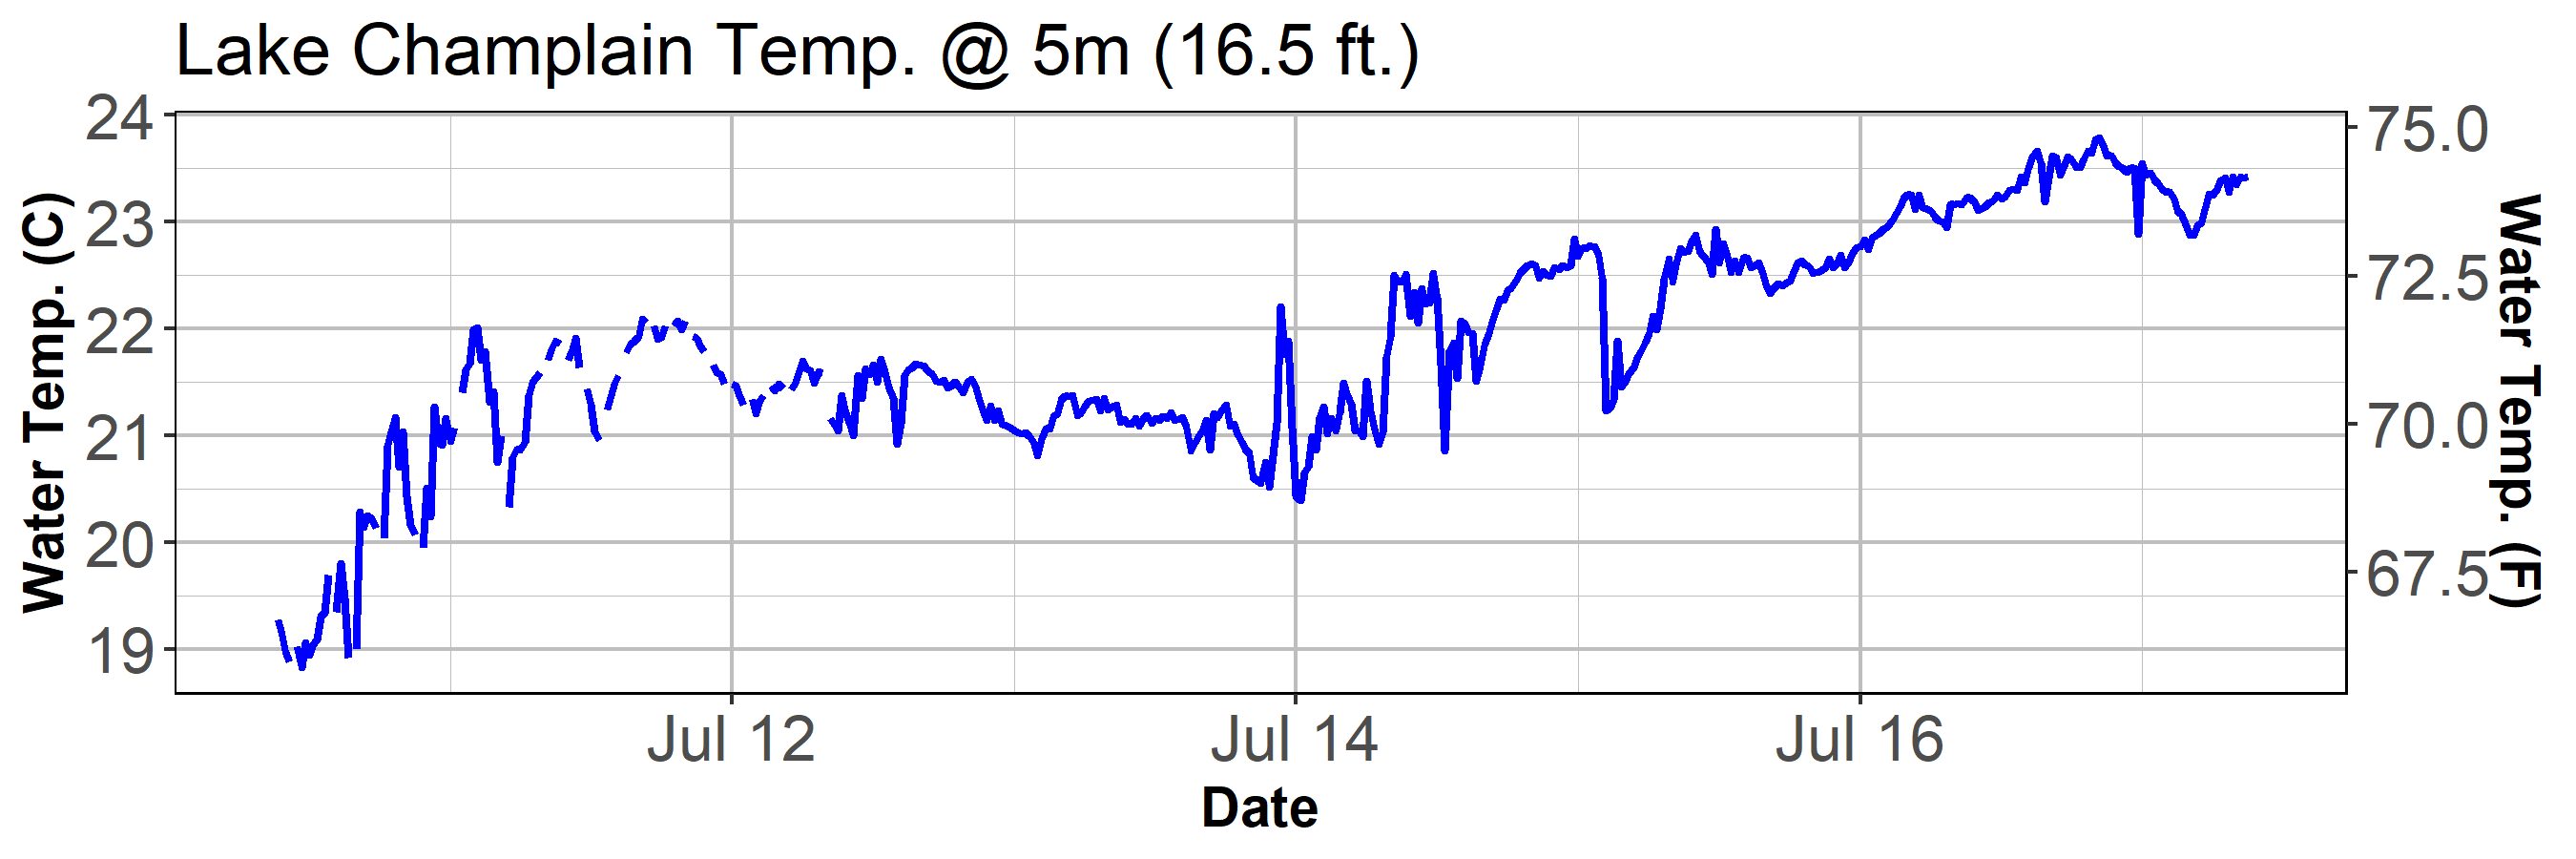 Lake Champlain Temp. @ 5m (16.5 ft.)
Water Temp. (C)
24
23
22
21
20
19
75.0
72.5
70.0
67.5
Water Temp. (F)
Jul 12 Jul 14 Jul 16
Date